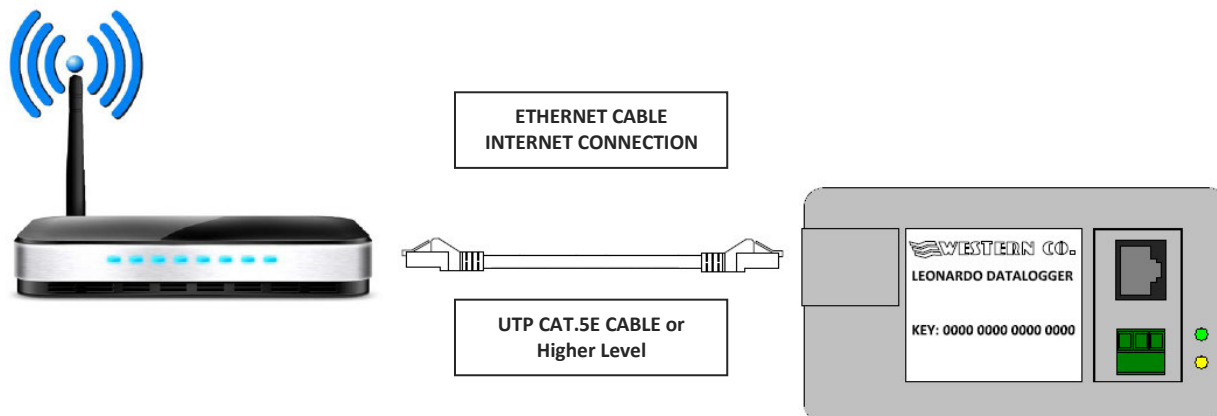 ETHERNET CABLE
INTERNET CONNECTION
UTP CAT.5E CABLE or
Higher Level
WESTERN CO.
LEONARDO DATALOGGER
KEY: 0000 0000 0000 0000